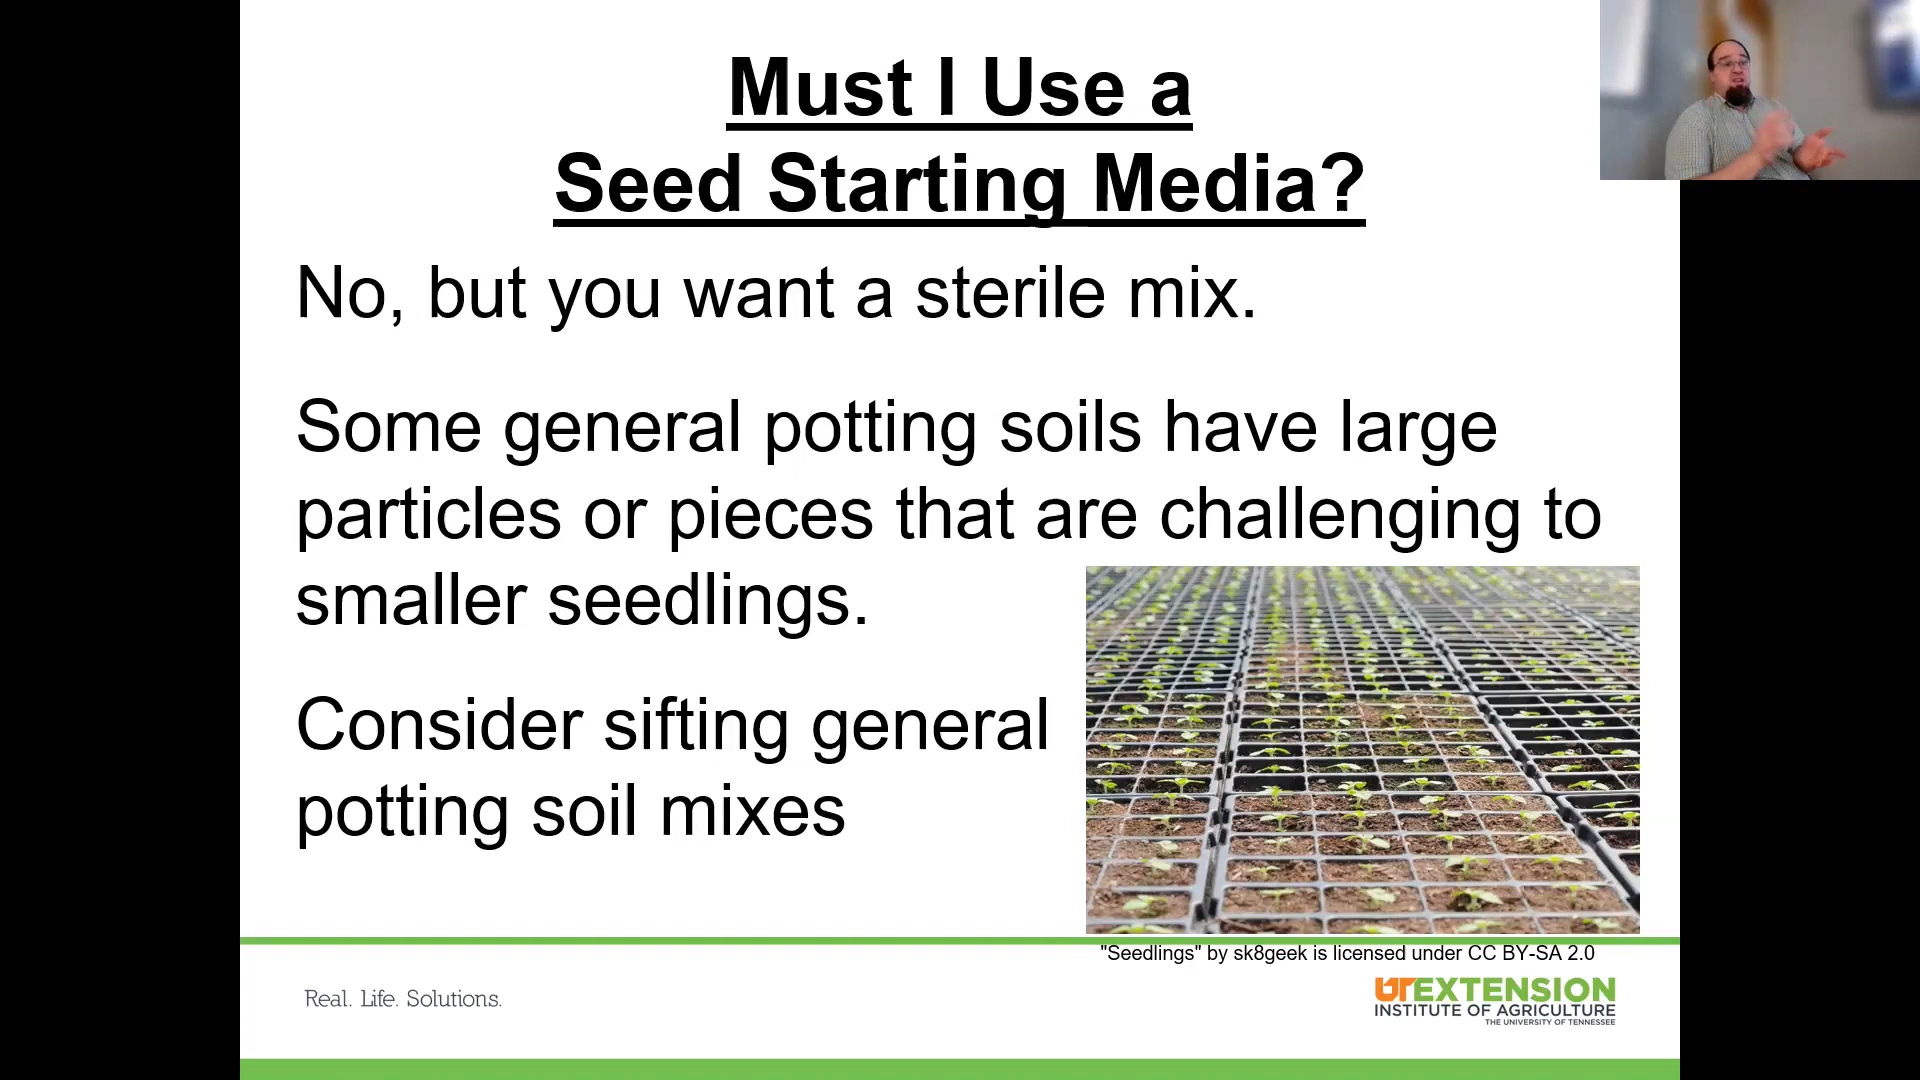 Must I Use a
Seed Starting Media?
No, but you want a sterile mix.
Some general potting soils have large
particles or pieces that are challenging to
smaller seedlings.
Consider sifting general
potting soil mixes
"Seedlings" by sk8geek is licensed under CC BY-SA 2.0
Real. Life. Solutions.
UTEXTENSION
INSTITUTE OF AGRICULTURE
THE UNIVERSITY OF TENNESSEE